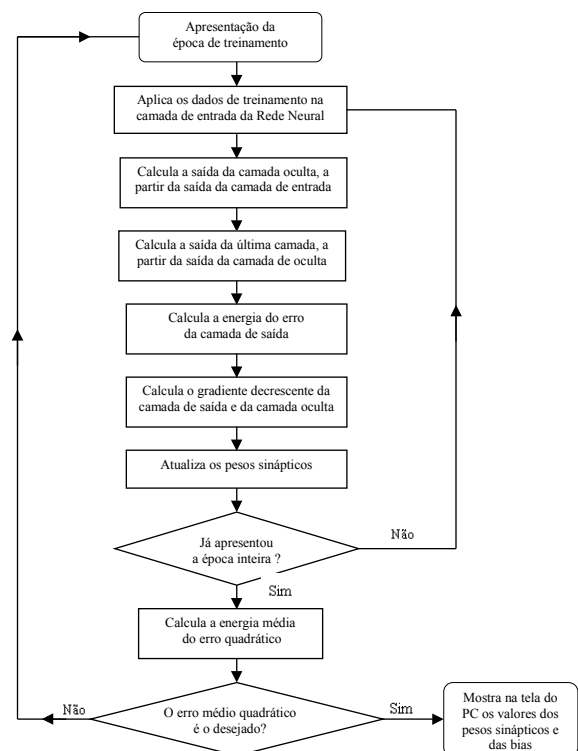 Apresentação da
época de treinamento
Aplica os dados de treinamento na
camada de entrada da Rede Neural
Calcula a saída da camada oculta, a
partir da saída da camada de entrada
Calcula a saída da última camada, a
partir da saída da camada de oculta
Calcula a energia do erro
da camada de saída
Calcula o gradiente decrescente da
camada de saída e da camada oculta
Atualiza os pesos sinápticos
Já apresentou
a época inteira ?
Não
Sim
Calcula a energia média
do erro quadrático
O erro médio quadrático
é o desejado?
Não
Sim
Mostra na tela do
PC os valores dos
pesos sinápticos e
das bias